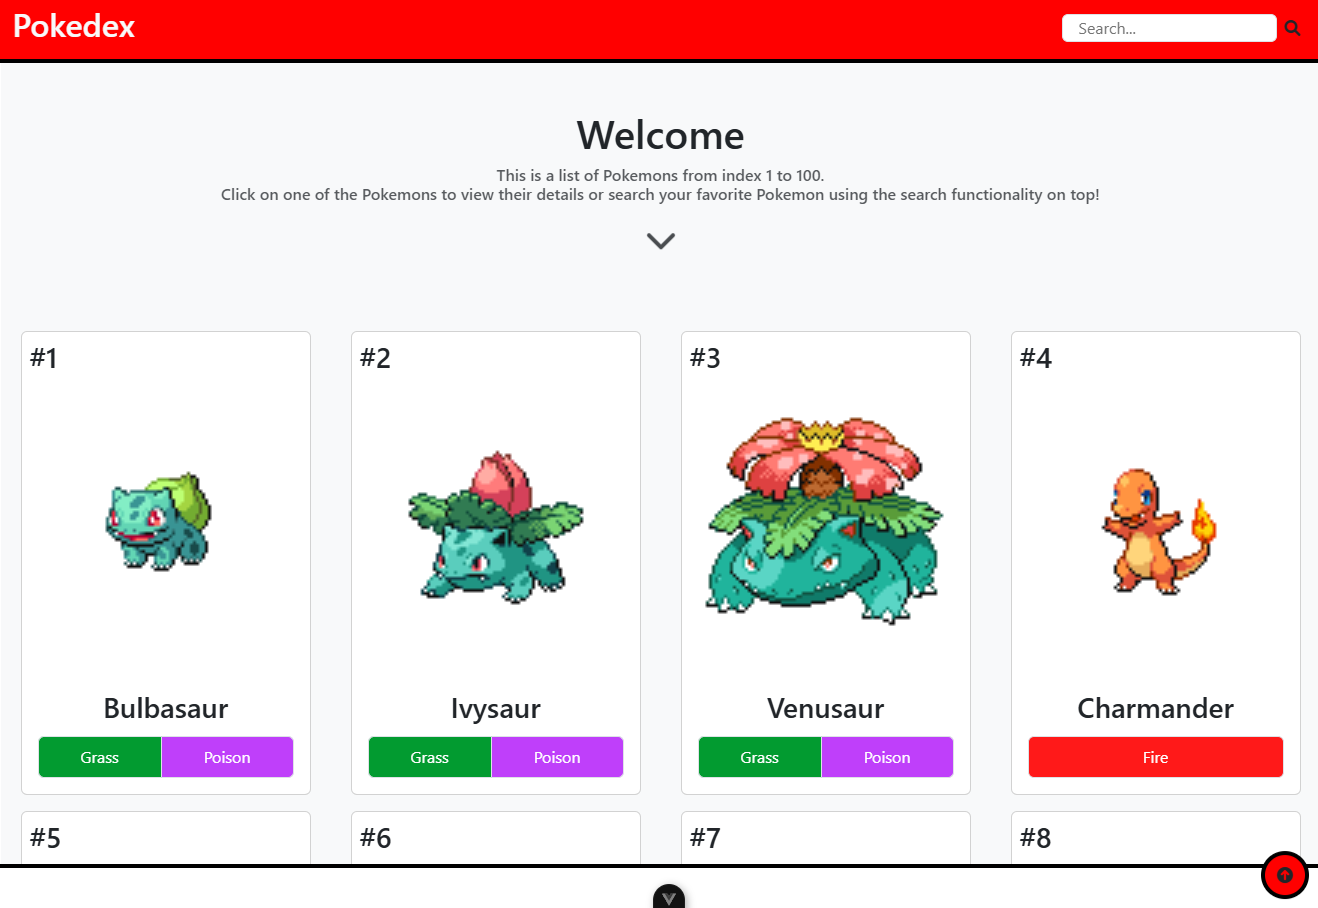 Pokedex
Search...
Welcome
This is a list of Pokemons from index 1 to 100.
Click on one of the Pokemons to view their details or search your favorite Pokemon using the search functionality on top!
#1
#2
#3
#4
Bulbasaur
Ivysaur
Venusaur
Charmander
Grass Poison
Grass Poison
Grass Poison
Fire
#5
#6
#7
#8